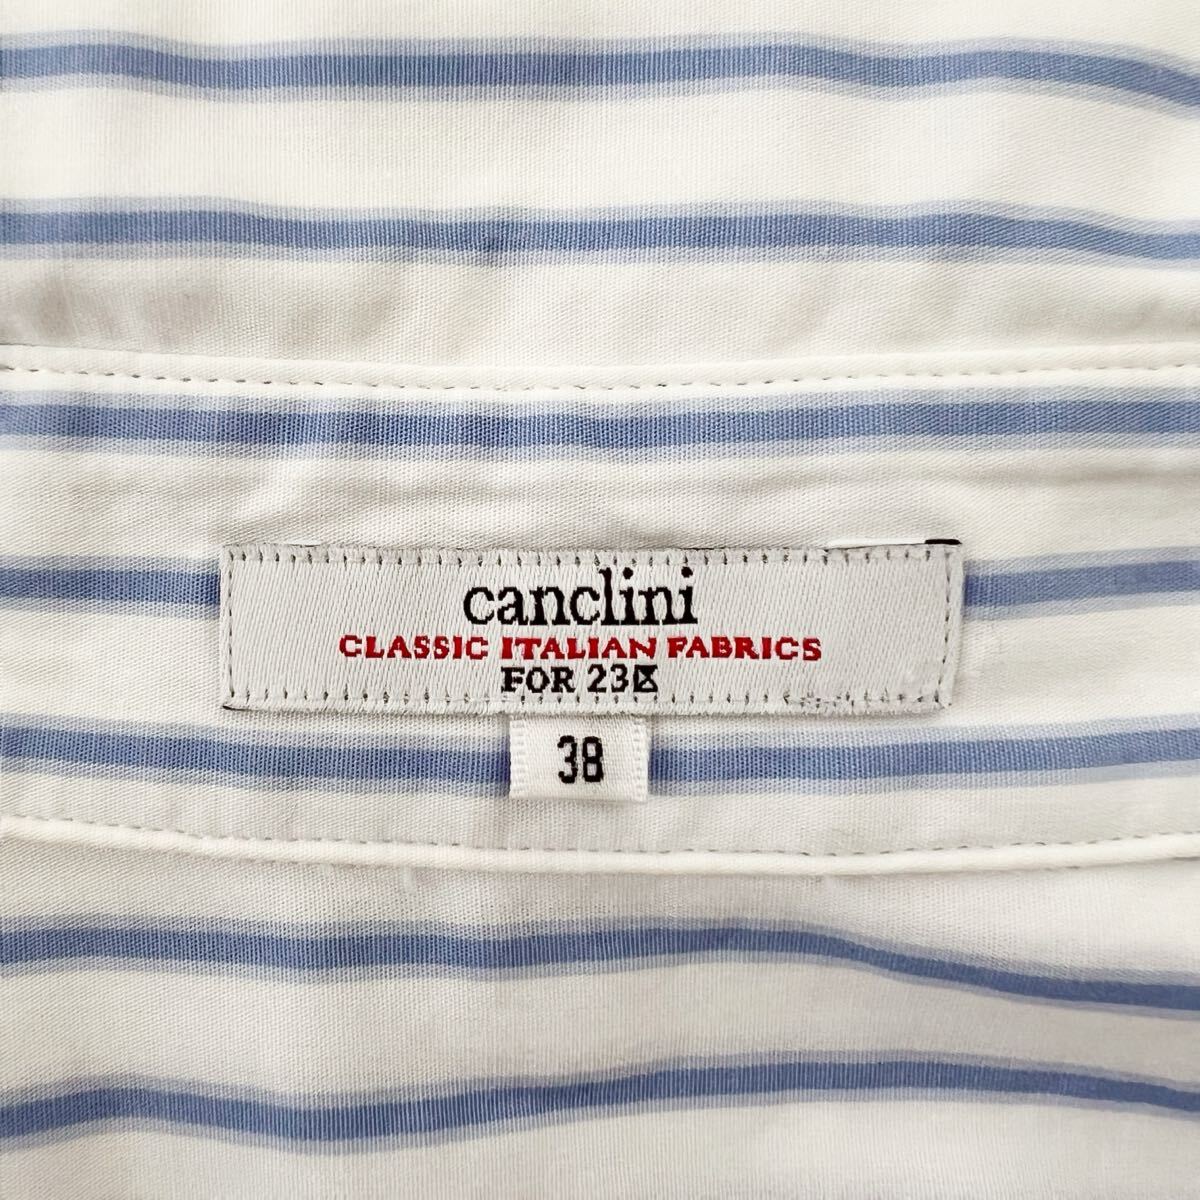 canclini
CLASSIC ITALIAN FABRICS
FOR 23区
38